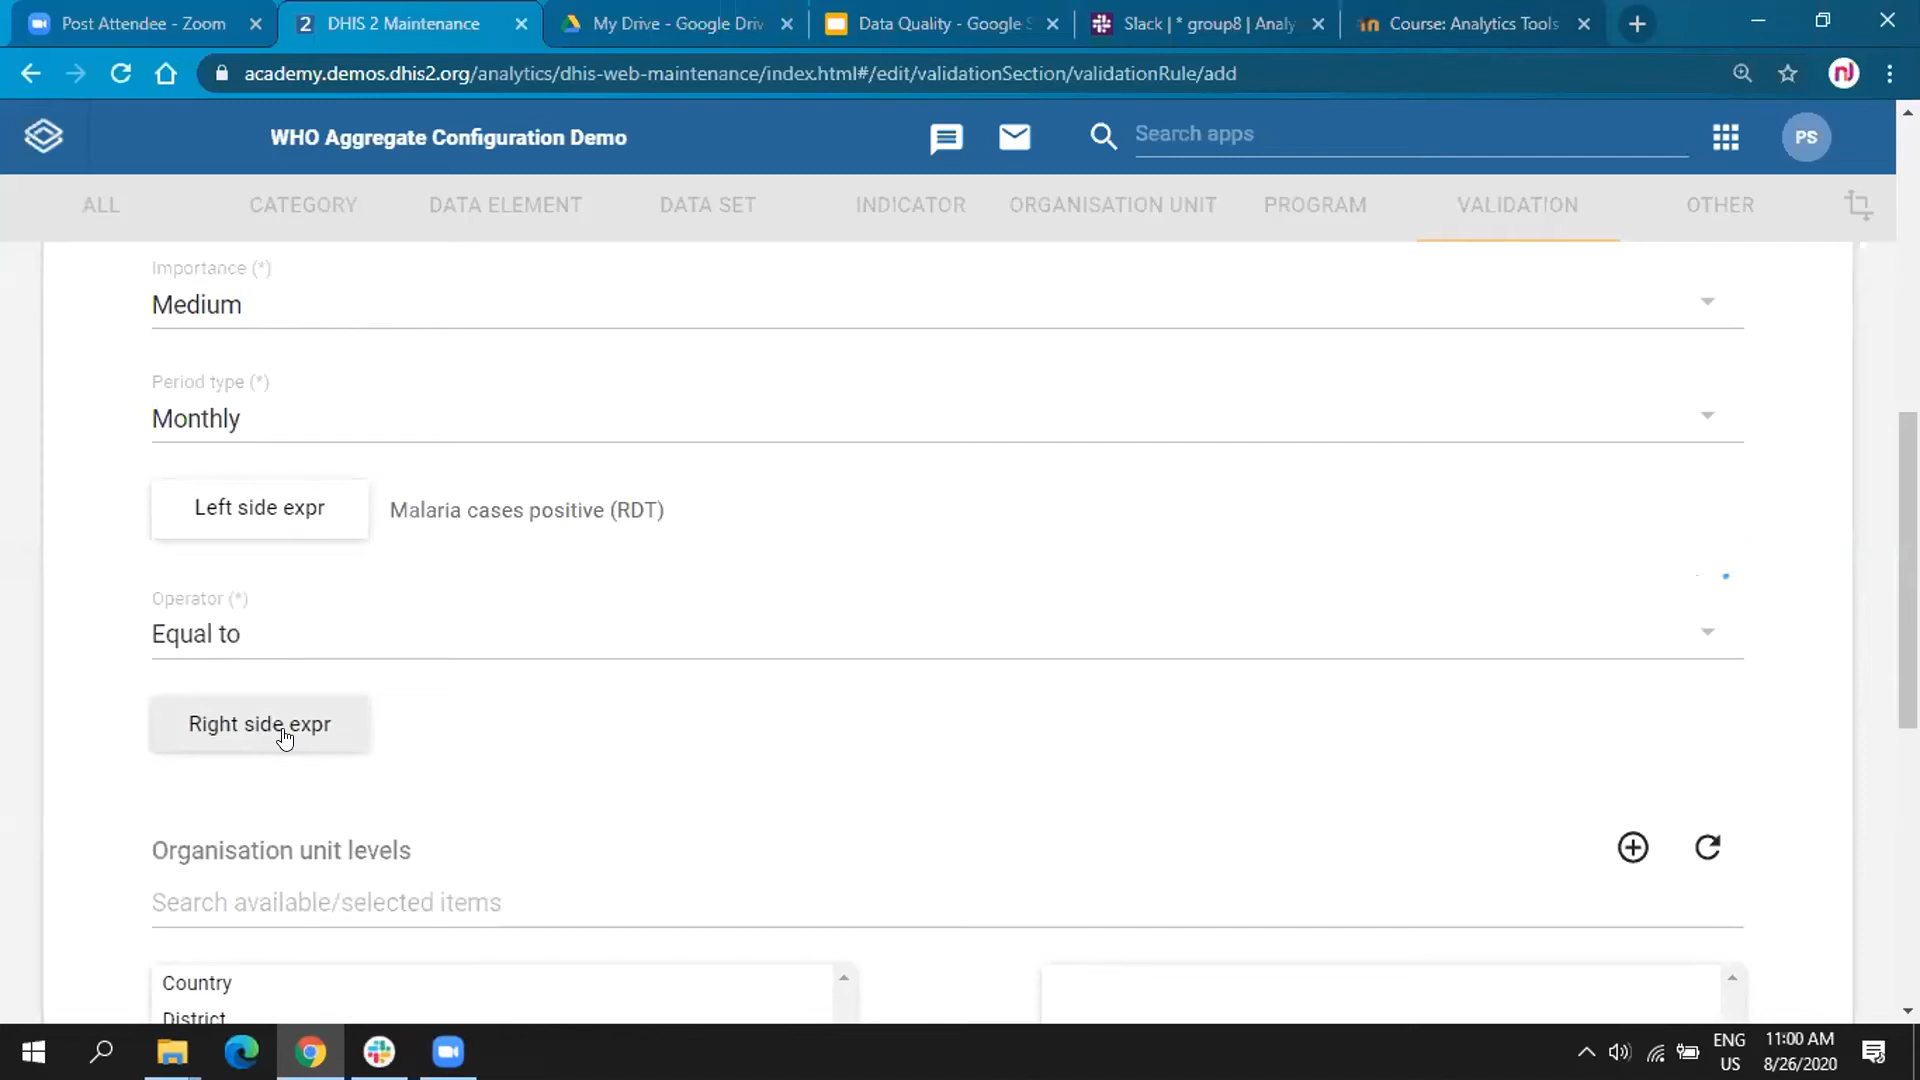 Post Attendee - Zoom
2 DHIS 2 Maintenance
My Drive - Google Driv
Data Quality - Google S
Slack | * group8 | Analy
Course: Analytics Tools
academy.demos.dhis2.org/analytics/dhis-web-maintenance/index.html#/edit/validationSection/validationRule/add
WHO Aggregate Configuration Demo
Search apps
PS
ALL CATEGORY DATA ELEMENT DATA SET INDICATOR ORGANISATION UNIT PROGRAM VALIDATION OTHER
Importance (*)
Medium
Period type (*)
Monthly
Left side expr Malaria cases positive (RDT)
Operator (*)
Equal to
Right side expr
Organisation unit levels
Search available/selected items
Country
District
ENG
US
11:00 AM
8/26/2020